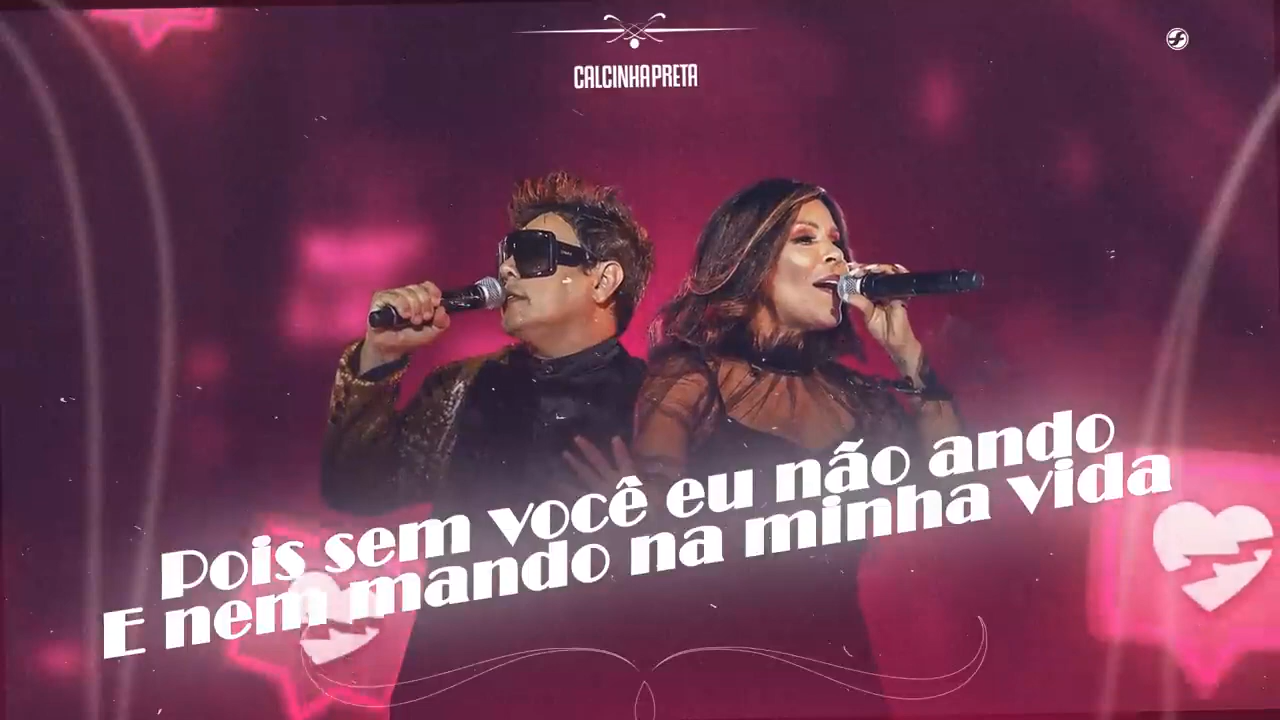 CALCINHA PRETA
Pois sem você eu não ando
E nem mando na minha vida